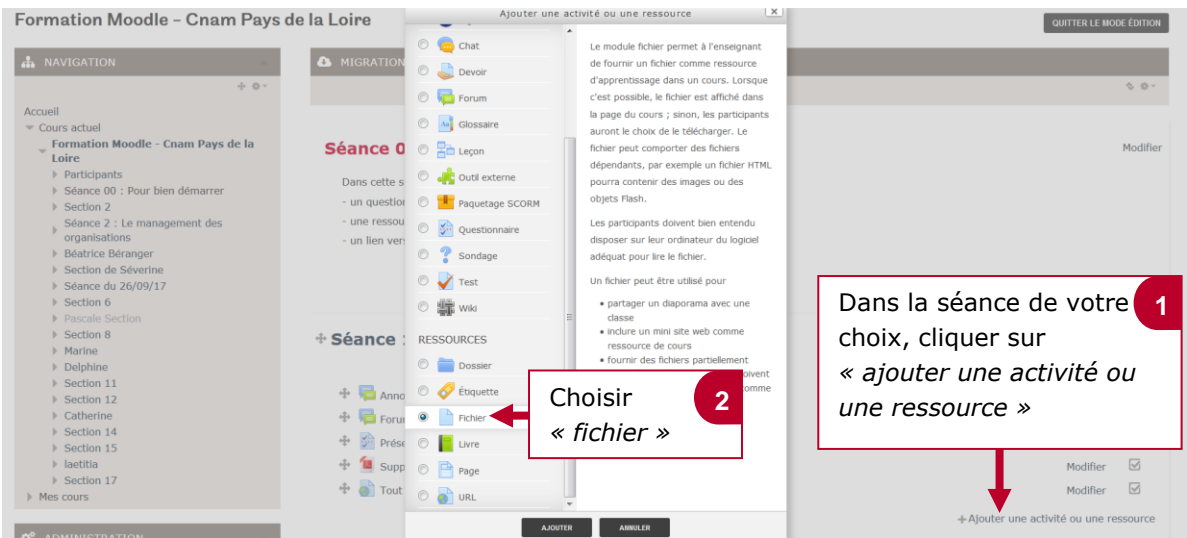 Formation Moodle – Cnam Pays de la Loire
QUITTER LE MODE ÉDITION
NAVIGATION
Accueil
Cours actuel
Formation Moodle - Cnam Pays de la
Loire
Participants
Séance 00 : Pour bien démarrer
Section 2
Séance 2 : Le management des
organisations
Béatrice Béranger
Section de Séverine
Séance du 26/09/17
Section 6
Pascale Section
Section 8
Marine
Delphine
Section 11
Section 12
Catherine
Section 14
Section 15
laetitia
Section 17
Mes cours
ADMINISTRATION
MIGRATION
Séance 0
Modifier
Dans cette s
- un question
- une ressou
- un lien vers
Séance
Anno
Foru
Prése
Supp
Tout
Ajouter une activité ou une ressource
Chat
Devoir
Forum
Glossaire
Leçon
Outil externe
Paquetage SCORM
Questionnaire
Sondage
Test
Wiki
RESSOURCES
Dossier
Étiquette
Fichier
Livre
Page
URL
Le module fichier permet à l'enseignant
de fournir un fichier comme ressource
d'apprentissage dans un cours. Lorsque
c'est possible, le fichier est affiché dans
la page du cours ; sinon, les participants
auront le choix de le télécharger. Le
fichier peut comporter des fichiers
dépendants, par exemple un fichier HTML
pourra contenir des images ou des
objets Flash.
Les participants doivent bien entendu
disposer sur leur ordinateur du logiciel
adéquat pour lire le fichier.
Un fichier peut être utilisé pour
• partager un diaporama avec une
classe
• inclure un mini site web comme
ressource de cours
• fournir des fichiers partiellement
oivent
omme
AJOUTER
ANNULER
Choisir
« fichier »
2
Dans la séance de votre
choix, cliquer sur
« ajouter une activité ou
une ressource »
1
Modifier
Modifier
+Ajouter une activité ou une ressource